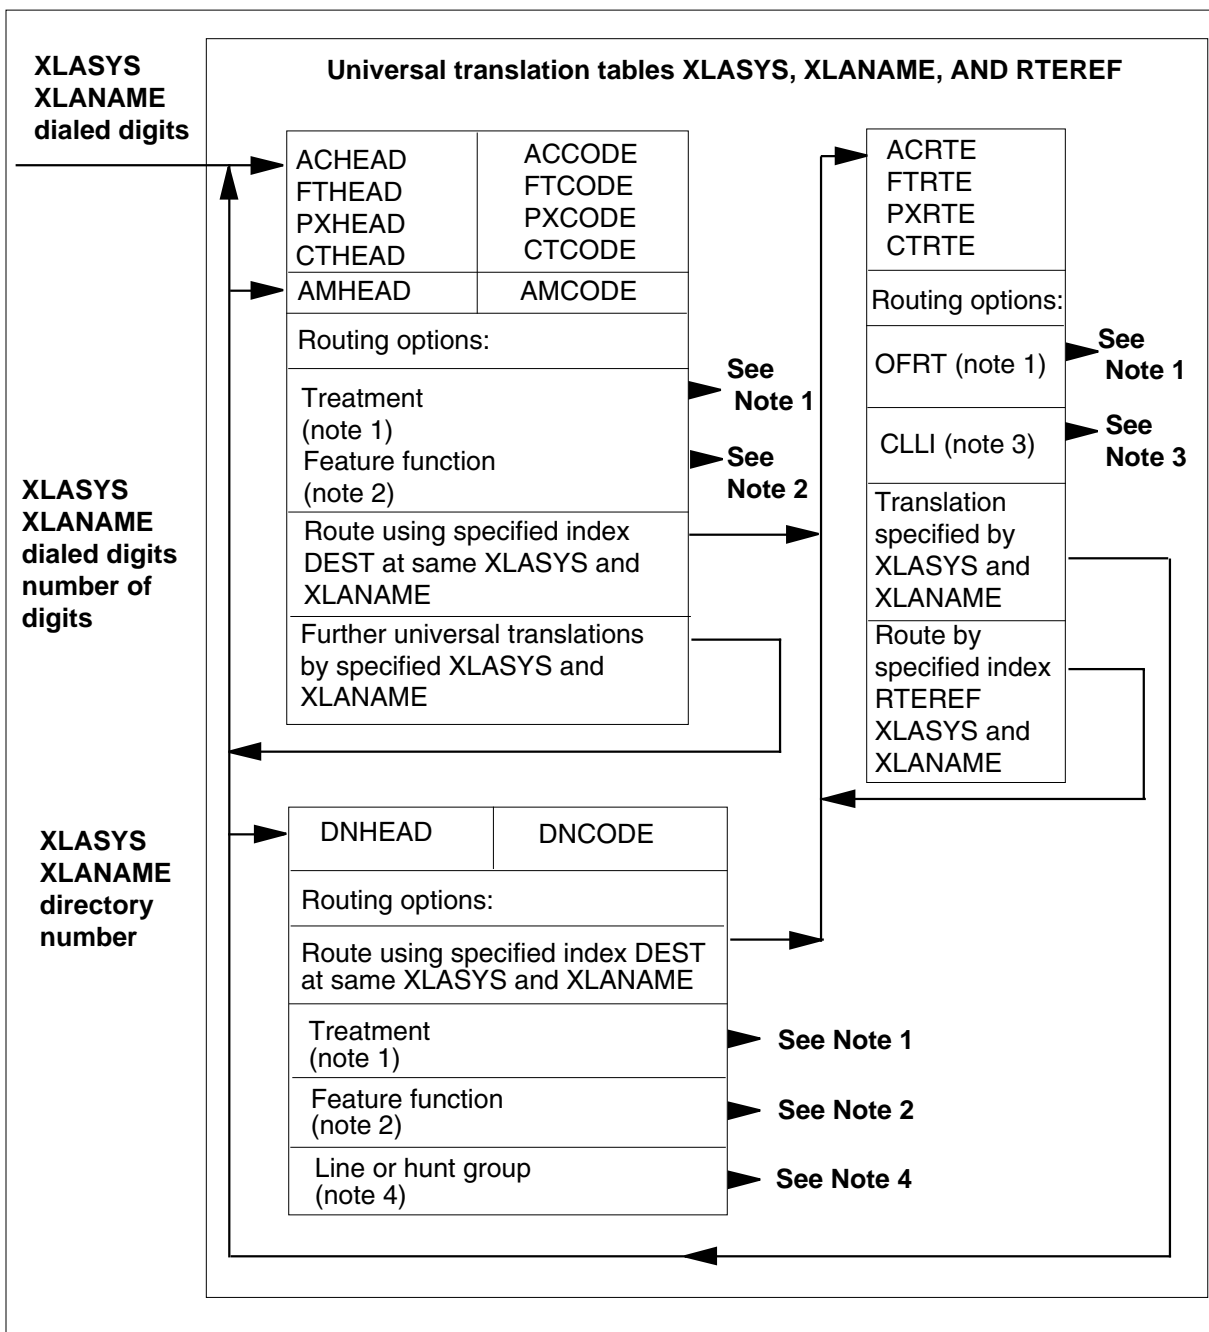 XLASYS
XLANAME
dialed digits
Universal translation tables XLASYS, XLANAME, AND RTEREF
ACHEAD
FTHEAD
PXHEAD
CTHEAD
ACCODE
FTCODE
PXCODE
CTCODE
AMHEAD
AMCODE
Routing options:
Treatment
(note 1)
Feature function
(note 2)
See
Note 1
See
Note 2
Route using specified index
DEST at same XLASYS and
XLANAME
Further universal translations
by specified XLASYS and
XLANAME
ACRTE
FTRTE
PXRTE
CTRTE
Routing options:
OFRT (note 1)
See
Note 1
CLLI (note 3)
See
Note 3
Translation
specified by
XLASYS and
XLANAME
Route by
specified index
RTEREF
XLASYS and
XLANAME
XLASYS
XLANAME
dialed digits
number of
digits
XLASYS
XLANAME
directory
number
DNHEAD
DNCODE
Routing options:
Route using specified index DEST
at same XLASYS and XLANAME
Treatment
(note 1)
See Note 1
Feature function
(note 2)
See Note 2
Line or hunt group
(note 4)
See Note 4